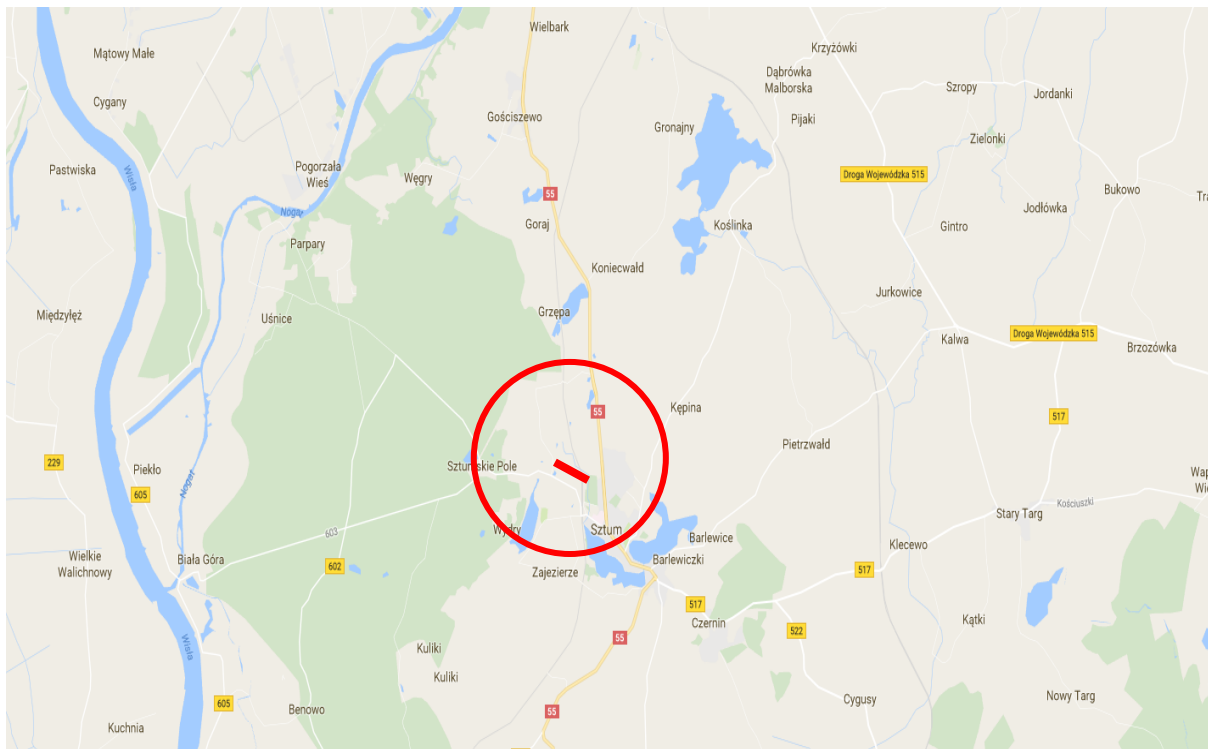 Wielbark
Mątowy Małe
Krzyżówki
Dąbrówka
Malborska
Szropy
Jordanki
Cygany
Gościszewo
Gronajny
Pijaki
Zielonki
Pastwiska
Wisła
Pogorzała
Wieś
Węgry
Droga Wojewódzka 515
Bukowo
55
Tra
Nogat
Goraj
Koślinka
Jodłówka
Gintro
Parpary
Koniecwałd
Jurkowice
Międzyłęż
Uśnice
Grzępa
Kalwa
Droga Wojewódzka 515
Brzozówka
55
Kępina
517
Pietrzwałd
229
Piekło
Sztumskie Pole
Wap
Wie
605
Nogat
Kościuszki
Stary Targ
603
Wydry
Sztum
Barlewice
Klecewo
Wielkie
Walichnowy
Biała Góra
602
Zajezierze
Barlewiczki
517
517
Czernin
Kątki
522
Wisła
55
Kuliki
Kuliki
605
Benowo
Cygusy
Nowy Targ
55
Kuchnia